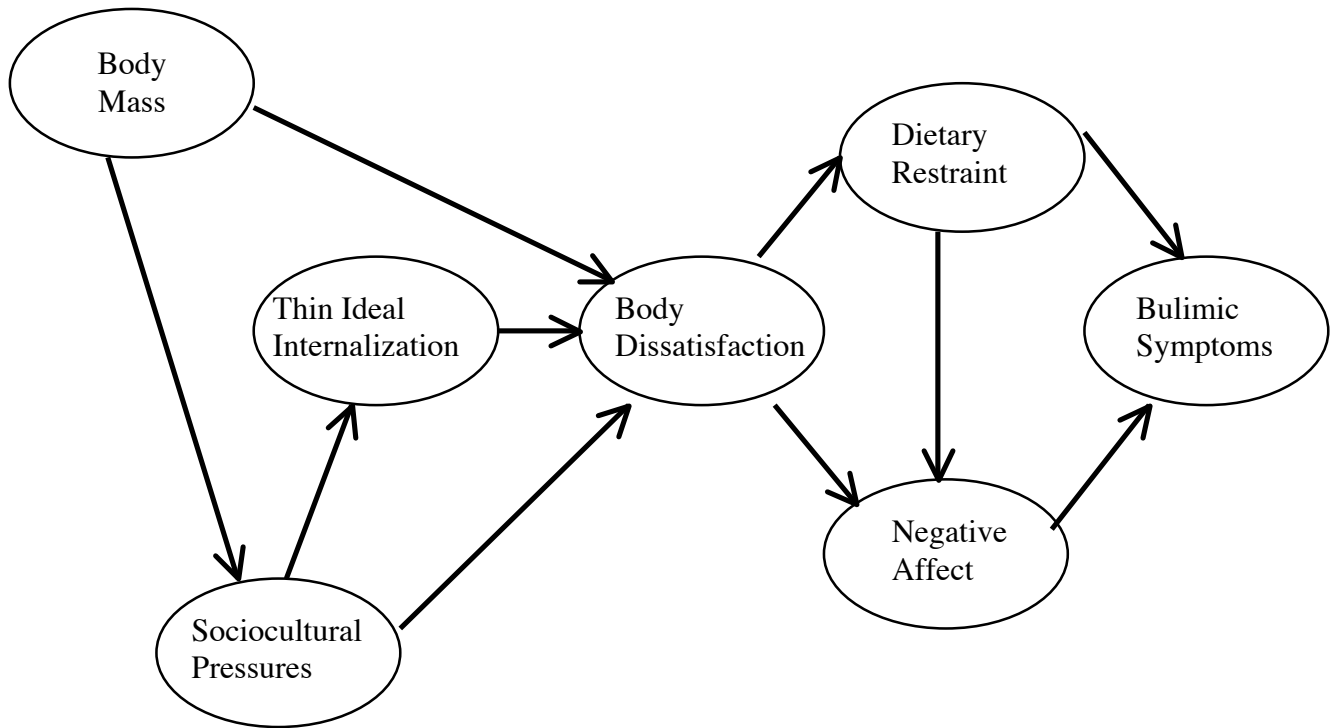 Body
Mass
Dietary
Restraint
Thin Ideal
Internalization
Body
Dissatisfaction
Bulimic
Symptoms
Negative
Affect
Sociocultural
Pressures